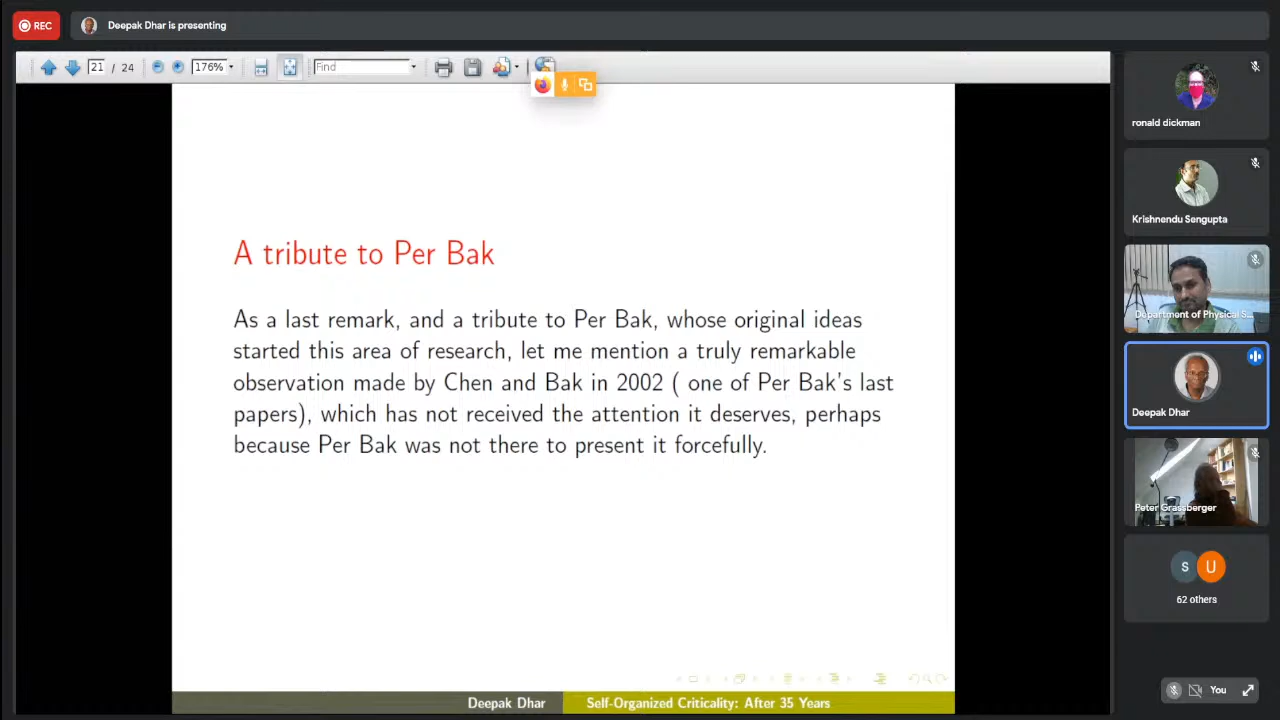 REC
Deepak Dhar is presenting
21 / 24
176%
Find
A tribute to Per Bak
As a last remark, and a tribute to Per Bak, whose original ideas
started this area of research, let me mention a truly remarkable
observation made by Chen and Bak in 2002 ( one of Per Bak's last
papers), which has not received the attention it deserves, perhaps
because Per Bak was not there to present it forcefully.
Deepak Dhar
Self-Organized Criticality: After 35 Years
ronald dickman
Krishnendu Sengupta
Department of Physical S...
Deepak Dhar
Peter Grassberger
S
U
62 others
You